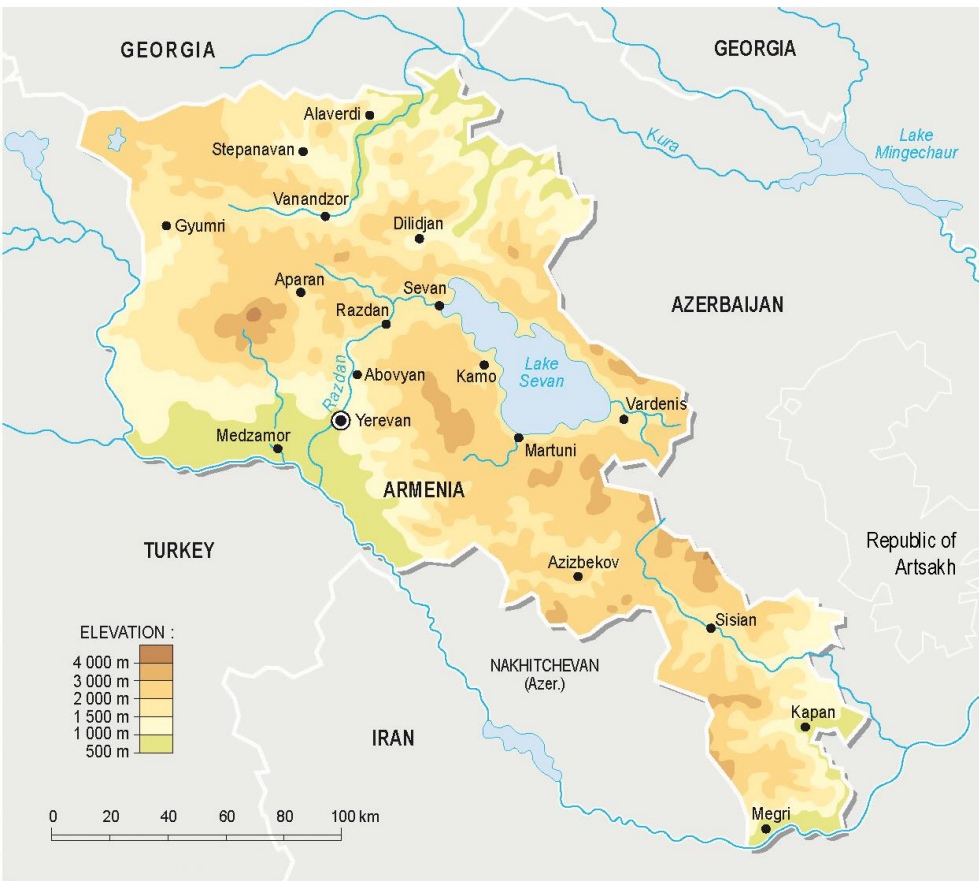 GEORGIA
GEORGIA
Alaverdi
Kura
Lake
Mingechaur
Stepanavan
Vanandzor
Gyumri
Dilidjan
Aparan
Sevan
AZERBAIJAN
Razdan
Razdan
Abovyan
Kamo
Lake
Sevan
Vardenis
Yerevan
Medzamor
Martuni
ARMENIA
TURKEY
Republic of
Artsakh
Azizbekov
Sisian
ELEVATION :
4 000 m
3 000 m
2 000 m
1 500 m
1 000 m
500 m
NAKHITCHEVAN
(Azer.)
IRAN
Kapan
Megri
0 20 40 60 80 100 km